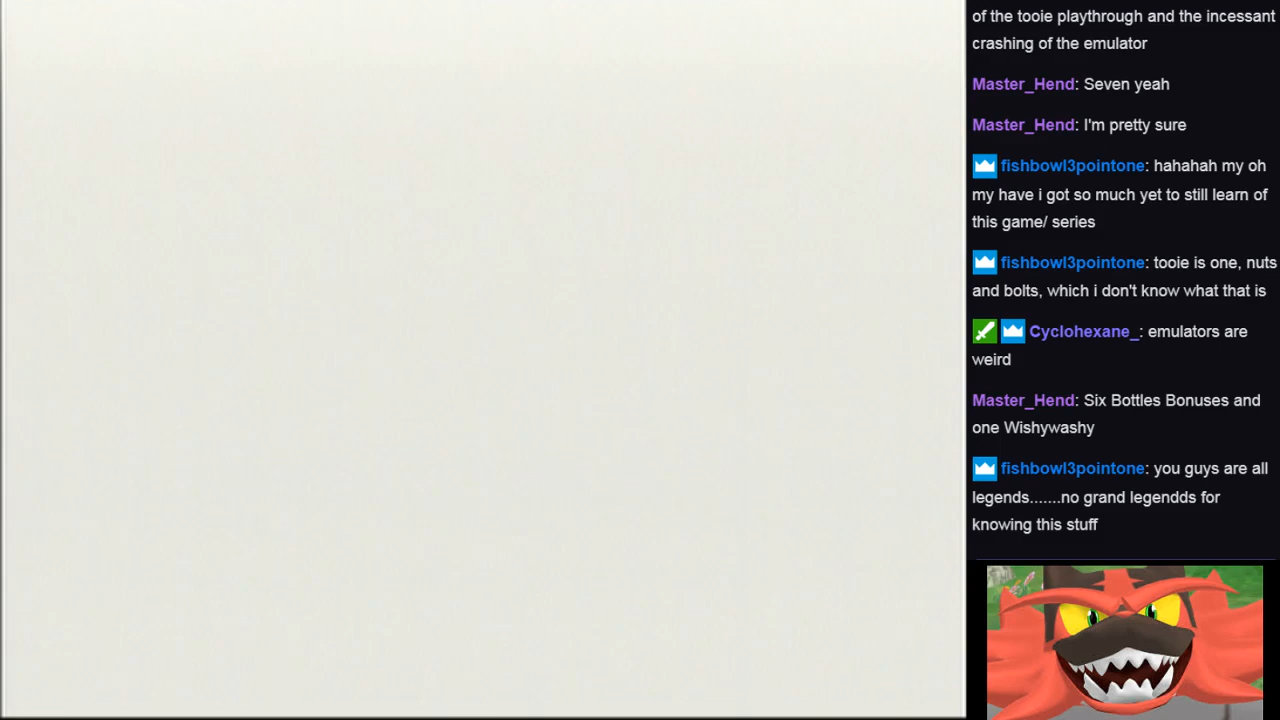 of the tooie playthrough and the incessant
crashing of the emulator
Master_Hend: Seven yeah
Master_Hend: I'm pretty sure
fishbowl3pointone: hahahah my oh
my have i got so much yet to still learn of
this game/ series
fishbowl3pointone: tooie is one, nuts
and bolts, which i don't know what that is
Cyclohexane_: emulators are
weird
Master_Hend: Six Bottles Bonuses and
one Wishywashy
fishbowl3pointone: you guys are all
legends.......no grand legendds for
knowing this stuff